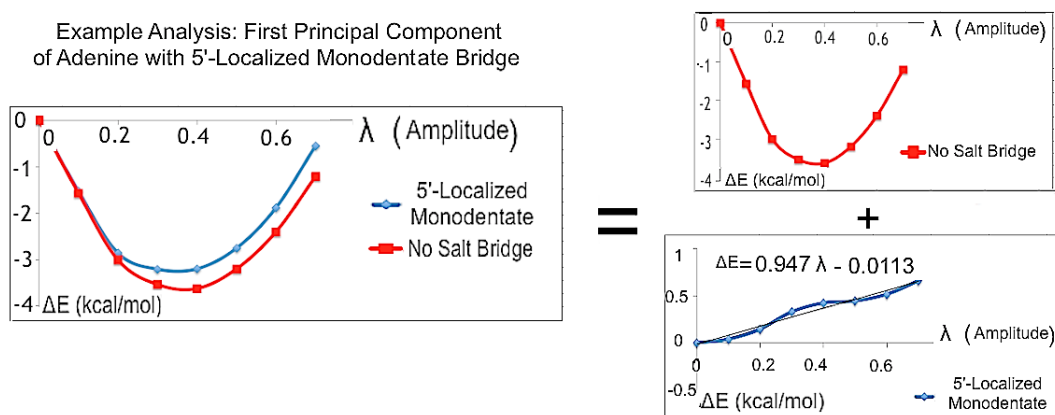 Example Analysis: First Principal Component
of Adenine with 5'-Localized Monodentate Bridge
0
0
0.2
0.4
0.6
λ (Amplitude)
-1
-2
-3
-4
5'-Localized
Monodentate
No Salt Bridge
ΔE (kcal/mol)
=
0
0
0.2
0.4
0.6
λ (Amplitude)
-1
-2
-3
-4
No Salt Bridge
ΔE (kcal/mol)
+
1
ΔE=0.947 λ - 0.0113
0.5
0
λ (Amplitude)
0
0.2
0.4
0.6
-0.5
5'-Localized
Monodentate
ΔE (kcal/mol)